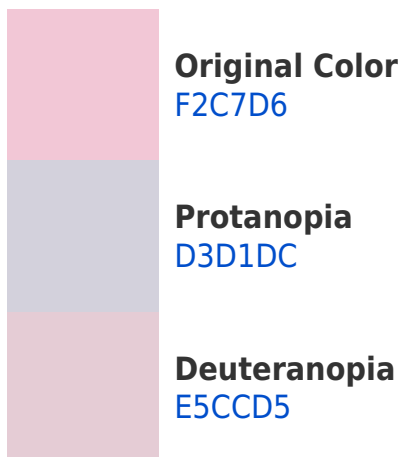 Original Color
F2C7D6
Protanopia
D3D1DC
Deuteranopia
E5CCD5